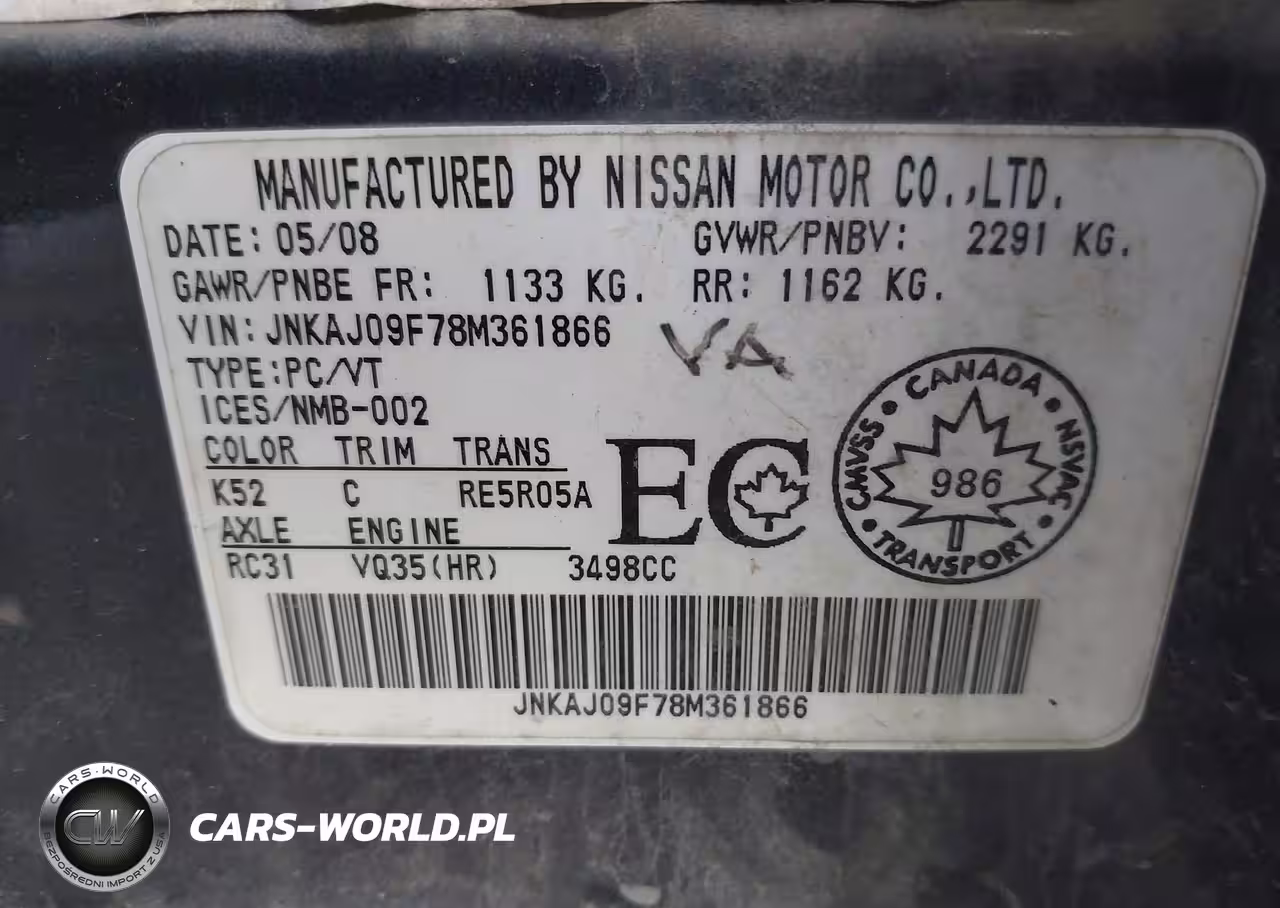 MANUFACTURED BY NISSAN MOTOR CO.,LTD.
DATE: 05/08 GVWR/PNBV: 2291 KG.
GAWR/PNBE FR: 1133 KG. RR: 1162 KG.
VIN: JNKAJ09F78M361866 VA
TYPE:PC/VT
ICES/NMB-002
COLOR TRIM TRANS
K52 C RE5R05A
AXLE ENGINE
RC31 VQ35(HR) 3498CC
EC
CANADA
CMVSS
986
NSVAC
TRANSPORT
JNKAJ09F78M361866
CARS-WORLD
CW
BEZPOŚREDNI IMPORT Z USA
CARS-WORLD.PL